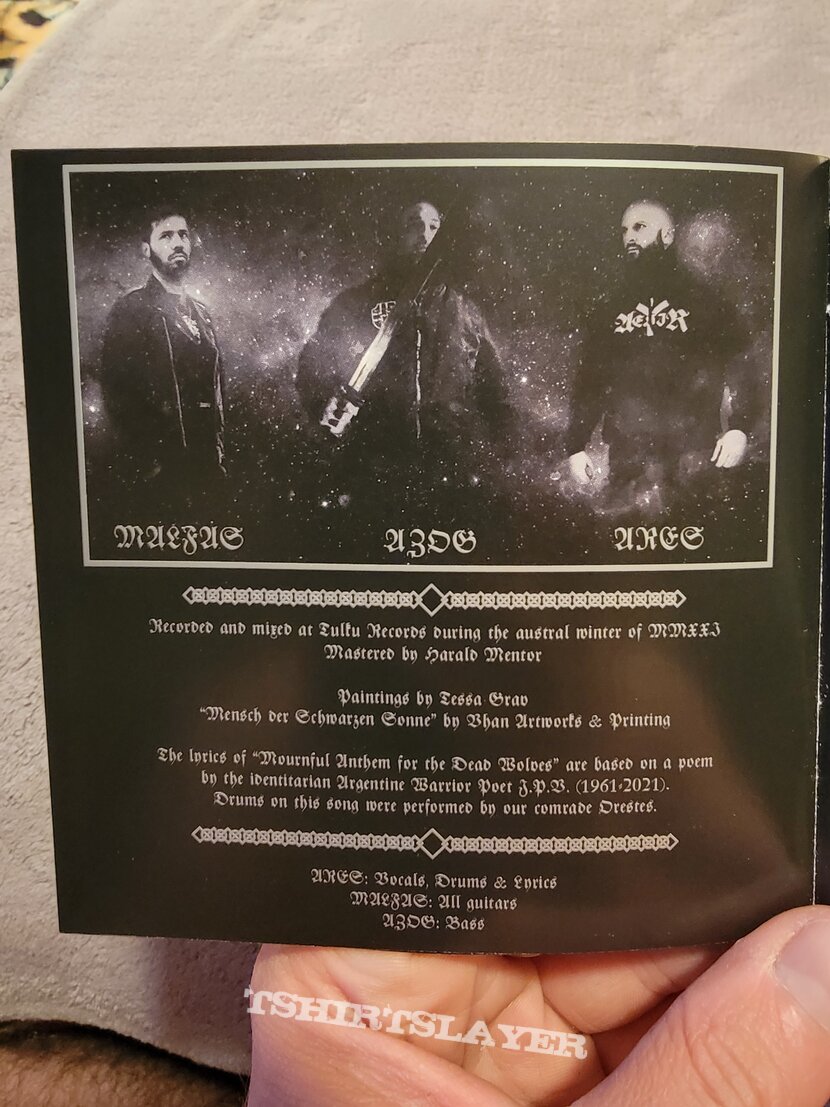 AEVIR
MALFAS AZOG ARES
Recorded and mixed at Tulku Records during the austral winter of MMXXI
Mastered by Harald Mentor
Paintings by Tessa Grav
“Mensch der Schwarzen Sonne” by Vhan Artworks & Printing
The lyrics of “Mournful Anthem for the Dead Wolves” are based on a poem
by the identitarian Argentine Warrior Poet J.P.V. (1961-2021).
Drums on this song were performed by our comrade Orestes.
ARES: Vocals, Drums & Lyrics
MALFAS: All guitars
AZOG: Bass
TSHIRTSLAYER